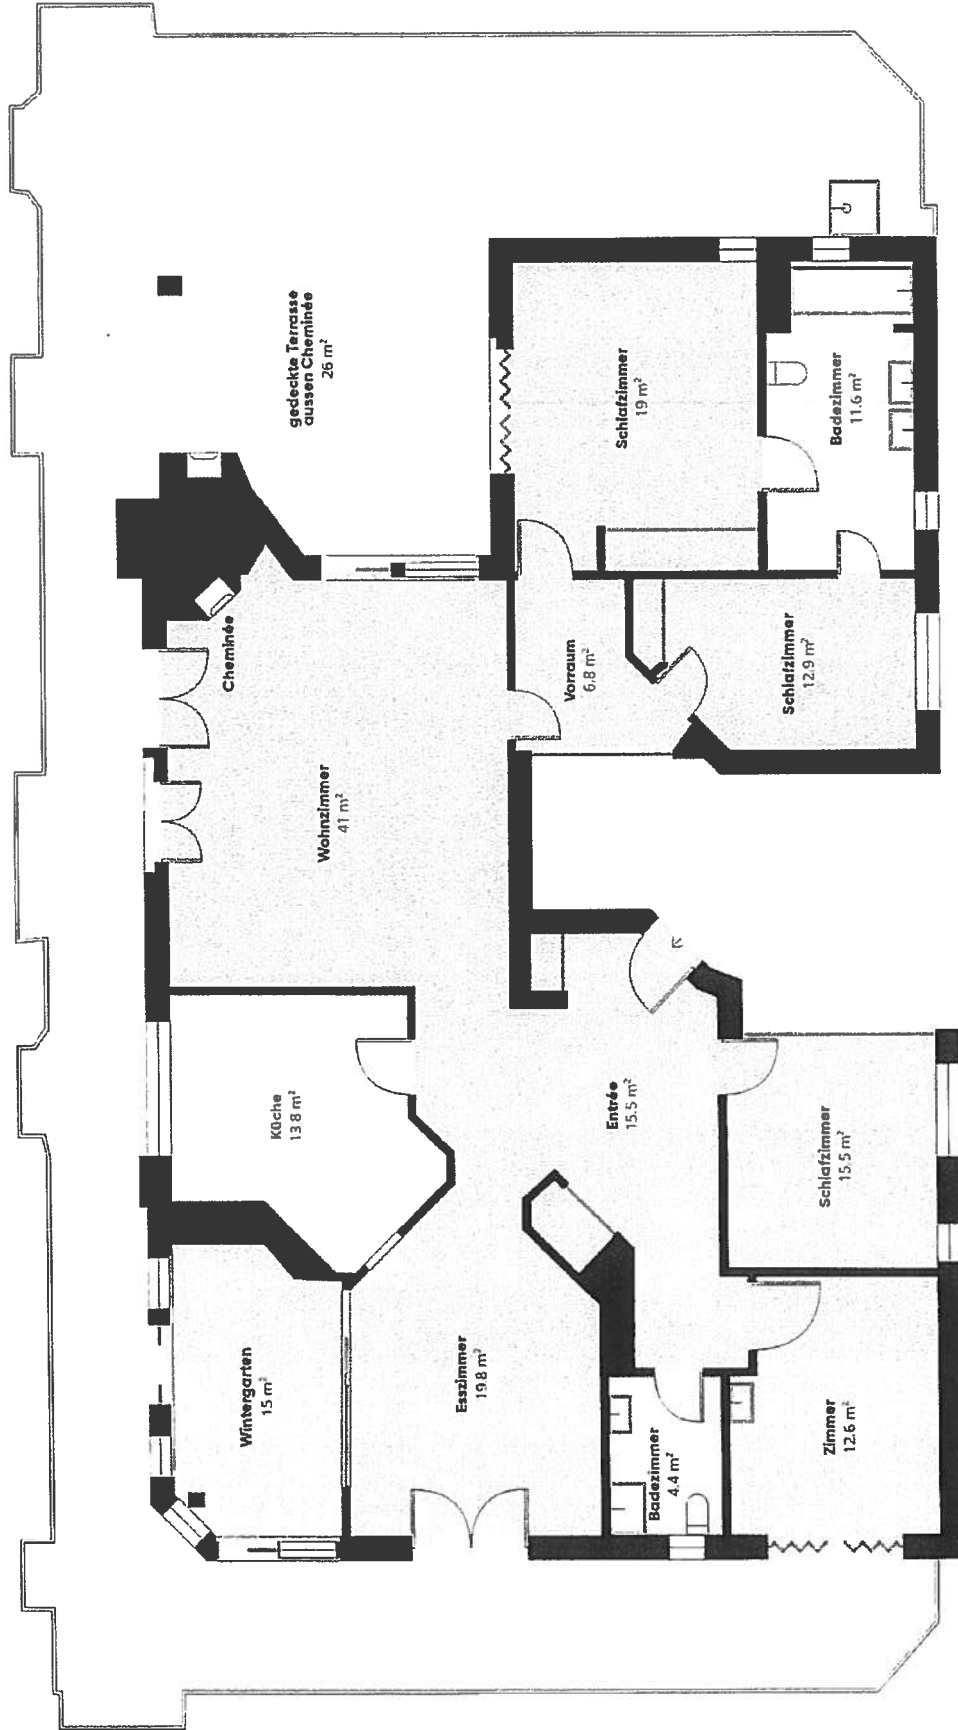 gedeckte Terrasse
aussen Cheminée
26 m²
Cheminée
Wohnzimmer
41 m²
Schlafzimmer
19 m²
Badezimmer
11.6 m²
Vorraum
6.8 m²
Schlafzimmer
12.9 m²
Küche
13.8 m²
Entrée
15.5 m²
Schlafzimmer
15.5 m²
Wintergarten
15 m²
Esszimmer
19.8 m²
Badezimmer
4.4 m²
Zimmer
12.6 m²